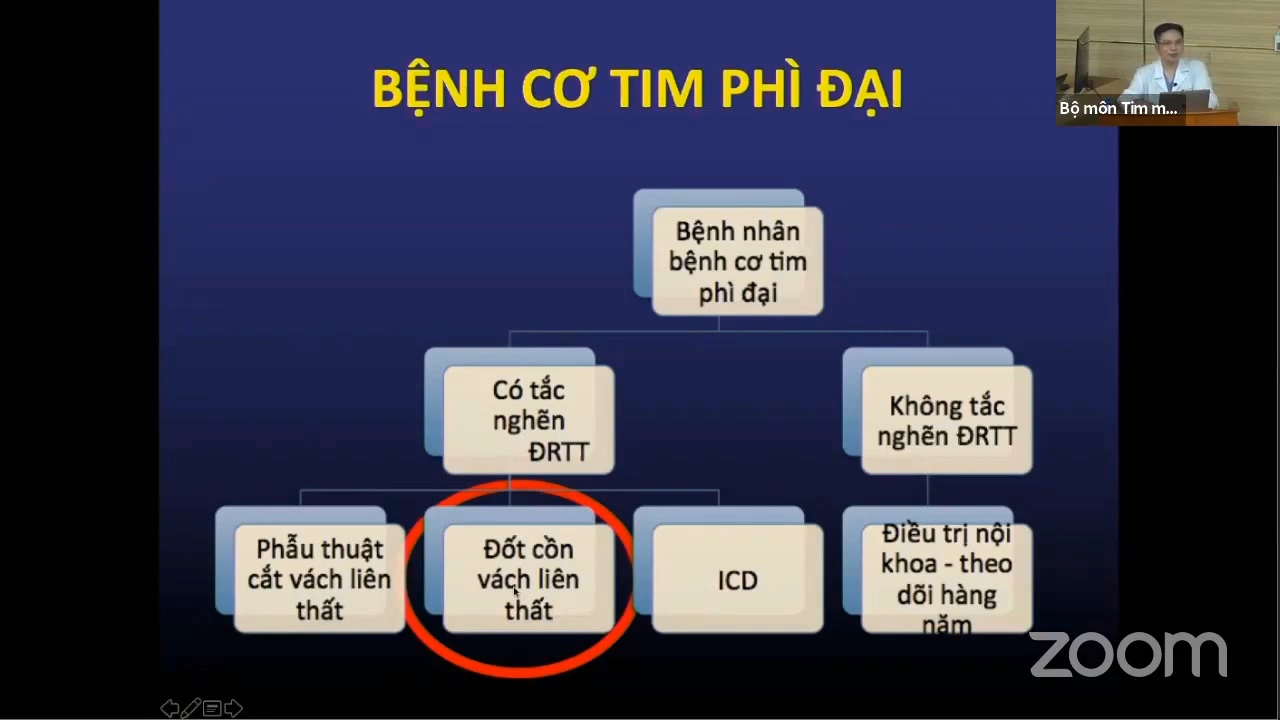 BỆNH CƠ TIM PHÌ ĐẠI
Bộ môn Tim m...
Bệnh nhân
bệnh cơ tim
phì đại
Có tắc
nghẽn
ĐRTT
Không tắc
nghẽn ĐRTT
Phẫu thuật
cắt vách liên
thất
Đốt cồn
vách liên
thất
ICD
Điều trị nội
khoa - theo
dõi hàng
năm
zoom